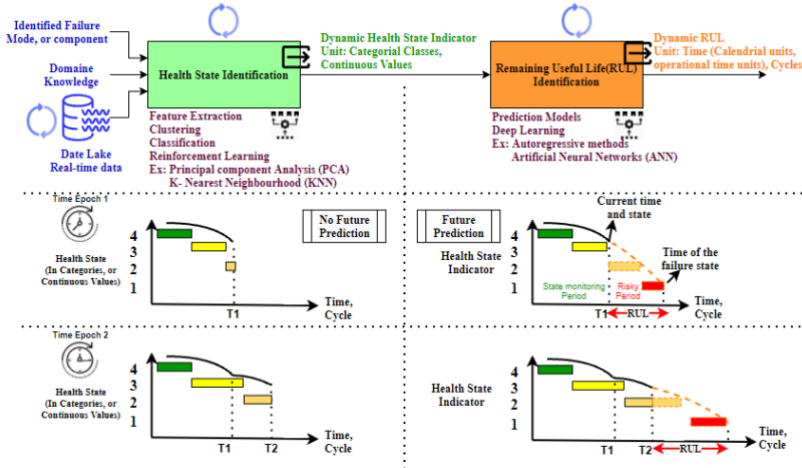 Identified Failure
Mode, or component
Domaine
Knowledge
Date Lake
Real-time data
Health State Identification
Feature Extraction
Clustering
Classification
Reinforcement Learning
Ex: Principal component Analysis (PCA)
K- Nearest Neighbourhood (KNN)
Dynamic Health State Indicator
Unit: Categorial Classes,
Continuous Values
Remaining Useful Life(RUL)
Identification
Prediction Models
Deep Learning
Ex: Autoregressive methods
Artificial Neural Networks (ANN)
Dynamic RUL
Unit: Time (Calendrial units,
operational time units), Cycles
Time Epoch 1
Health State
(In Categories, or
Continuous Values)
4
3
2
1
T1
Time,
Cycle
No Future
Prediction
Future
Prediction
Health State
Indicator
4
3
2
1
Current time
and state
Time of the
failure state
State monitoring
Period
Risky
Period
T1
RUL
Time,
Cycle
Time Epoch 2
Health State
(In Categories, or
Continuous Values)
4
3
2
1
T1
T2
Time,
Cycle
Health State
Indicator
4
3
2
1
T1
T2
RUL
Time,
Cycle